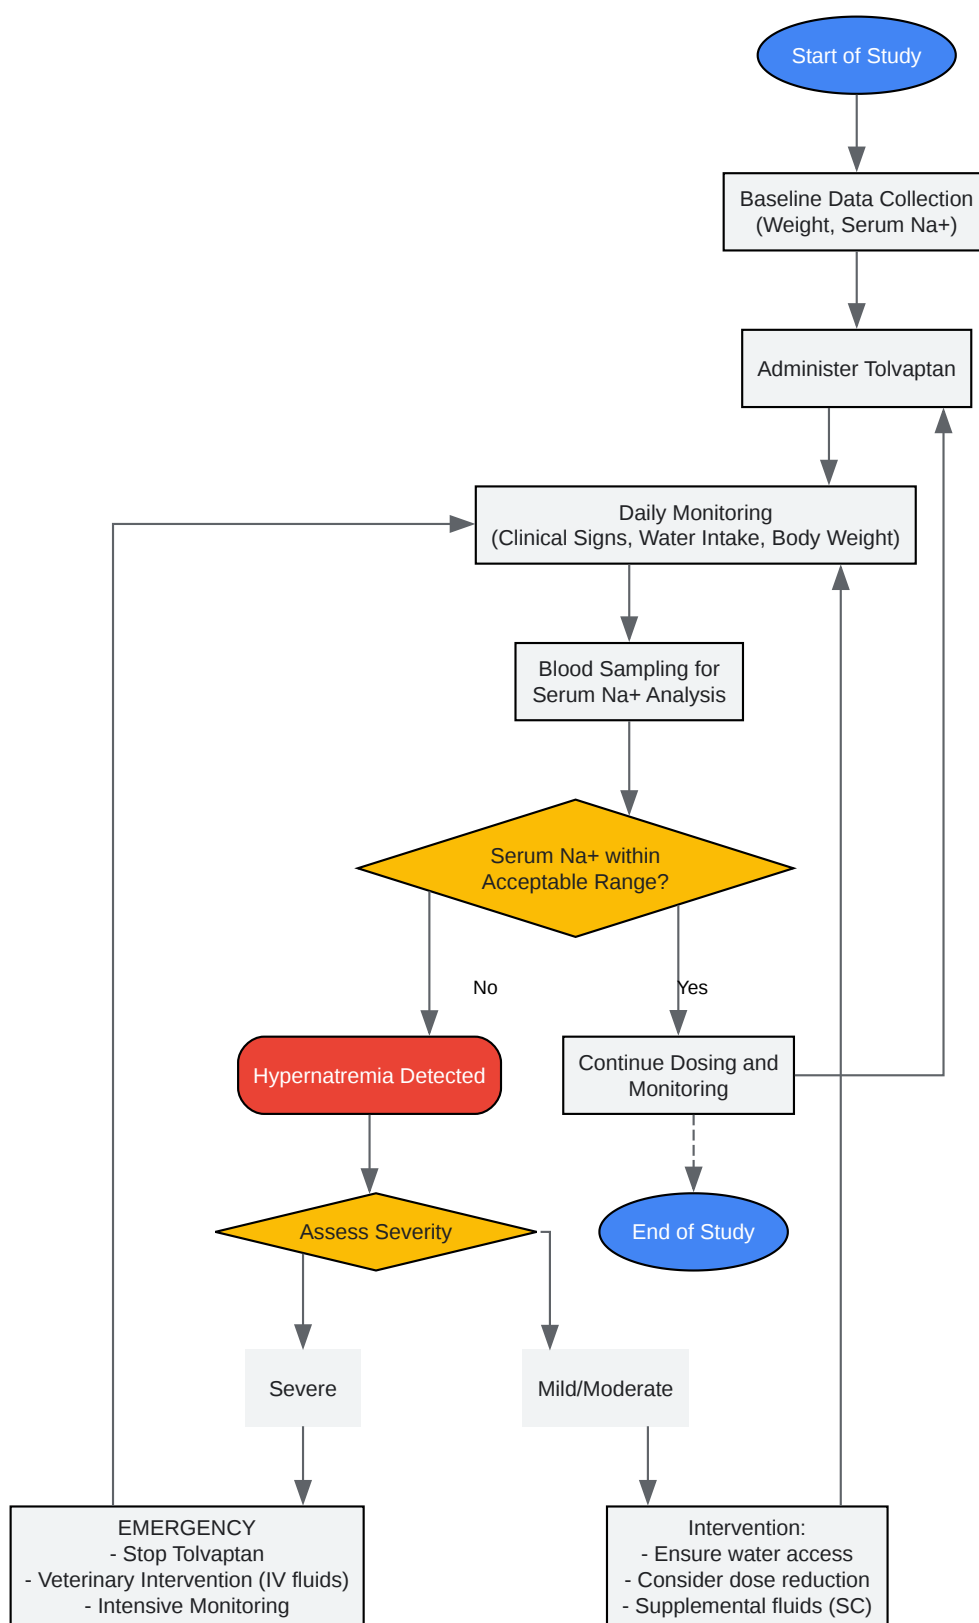 Start of Study
Baseline Data Collection
(Weight, Serum Na+)
Administer Tolvaptan
Daily Monitoring
(Clinical Signs, Water Intake, Body Weight)
Blood Sampling for
Serum Na+ Analysis
Serum Na+ within
Acceptable Range?
No
Yes
Hypernatremia Detected
Continue Dosing and
Monitoring
Assess Severity
End of Study
Severe
Mild/Moderate
EMERGENCY
- Stop Tolvaptan
- Veterinary Intervention (IV fluids)
- Intensive Monitoring
Intervention:
- Ensure water access
- Consider dose reduction
- Supplemental fluids (SC)